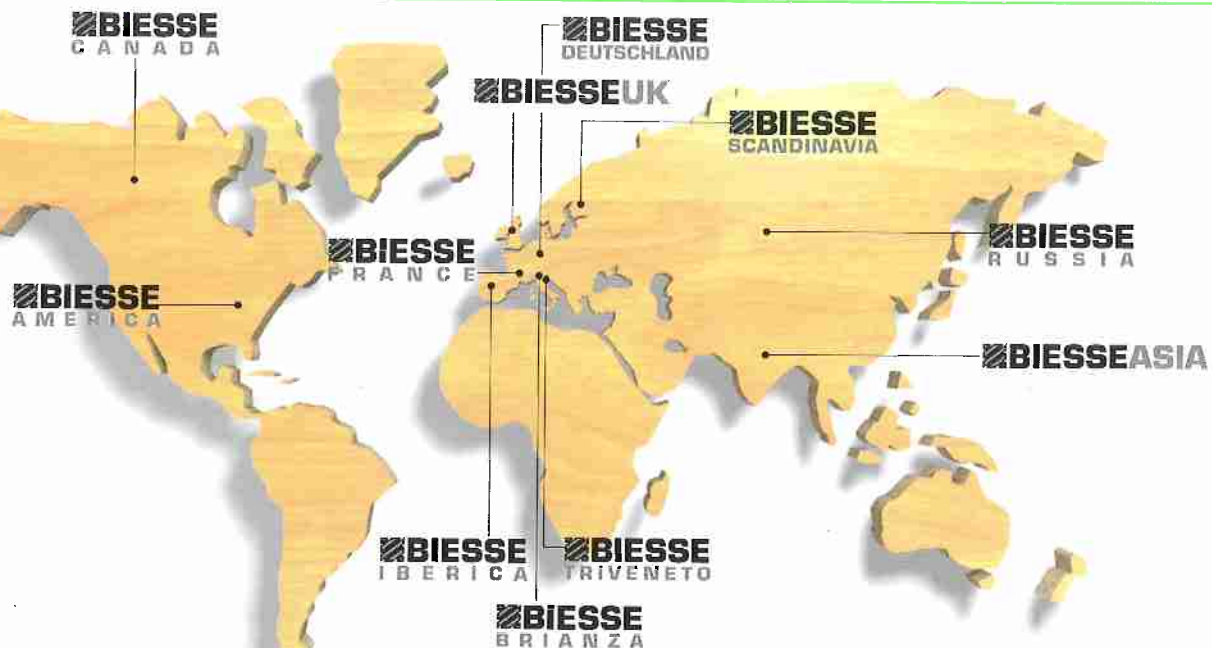 BIESSE
CANADA
BIESSE
DEUTSCHLAND
BIESSEUK
BIESSE
SCANDINAVIA
BIESSE
FRANCE
BIESSE
RUSSIA
BIESSE
AMERICA
BIESSEASIA
BIESSE
IBERICA
BIESSE
TRIVENETO
BIESSE
BRIANZA